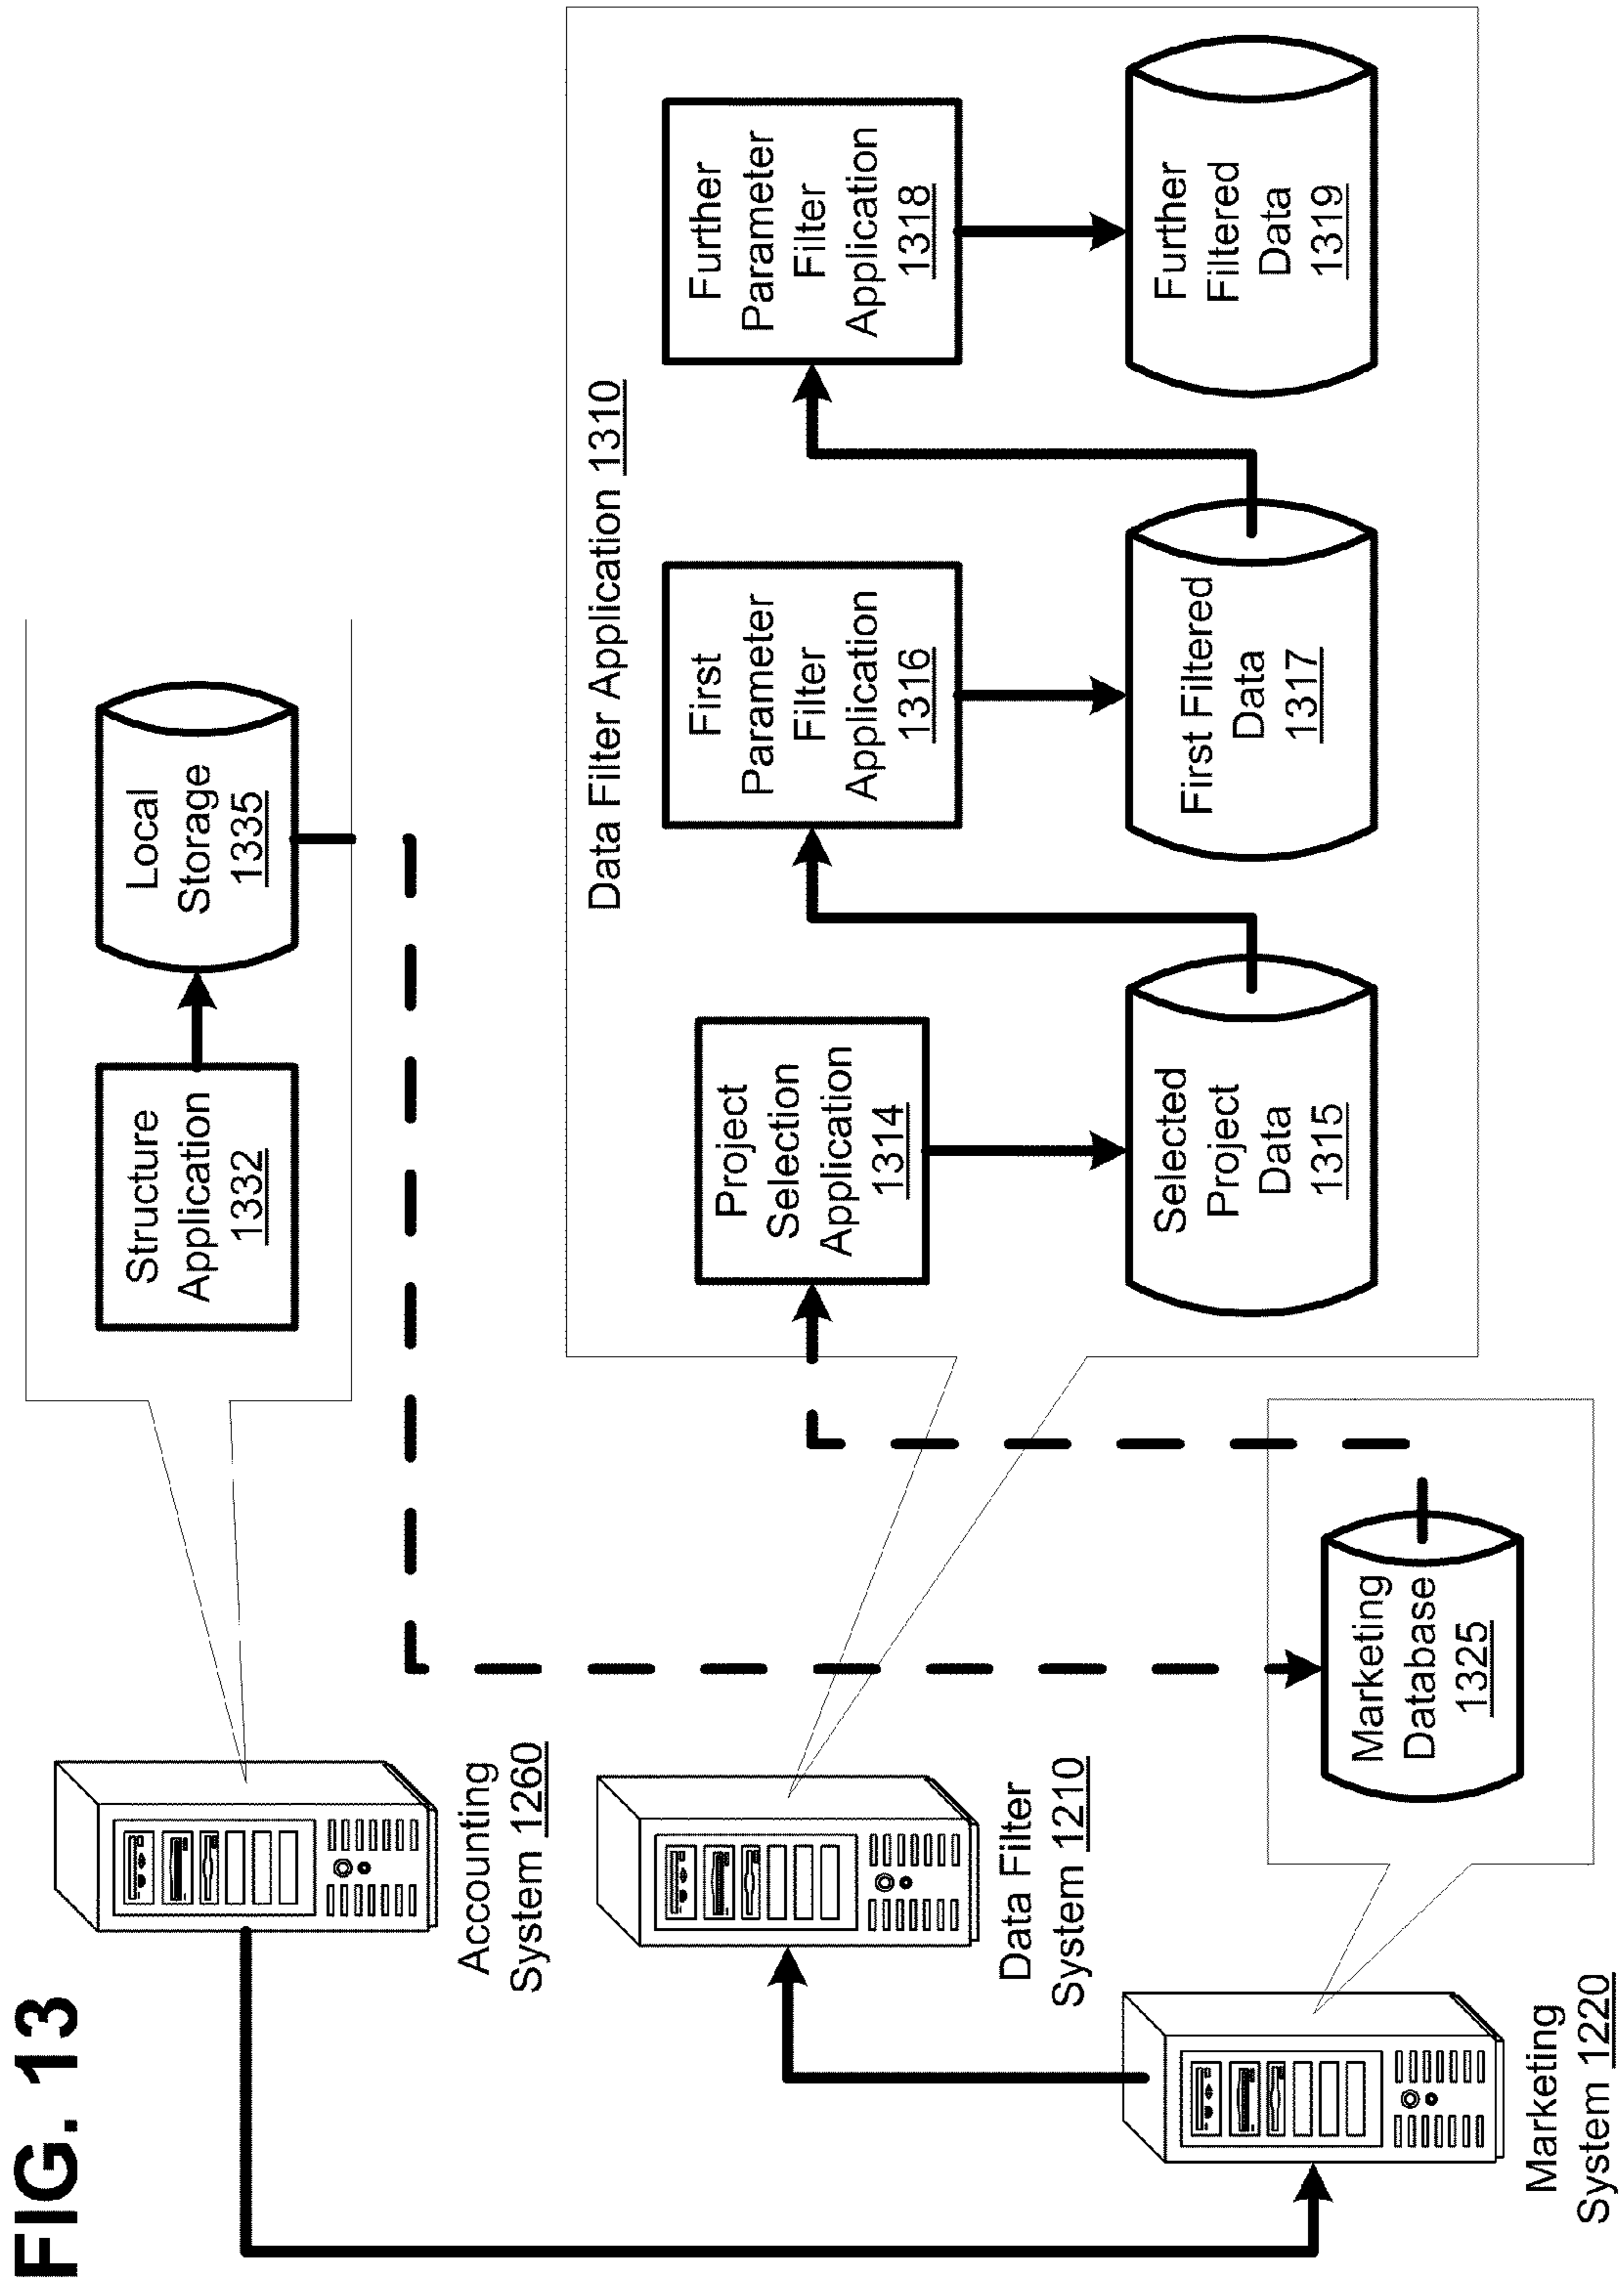 FIG. 13
Accounting
System 1260
Structure
Application
1332
Local
Storage
1335
Data Filter
System 1210
Data Filter Application 1310
Project
Selection
Application
1314
First
Parameter
Filter
Application
1316
Further
Parameter
Filter
Application
1318
Selected
Project
Data
1315
First Filtered
Data
1317
Further
Filtered
Data
1319
Marketing
System 1220
Marketing
Database
1325